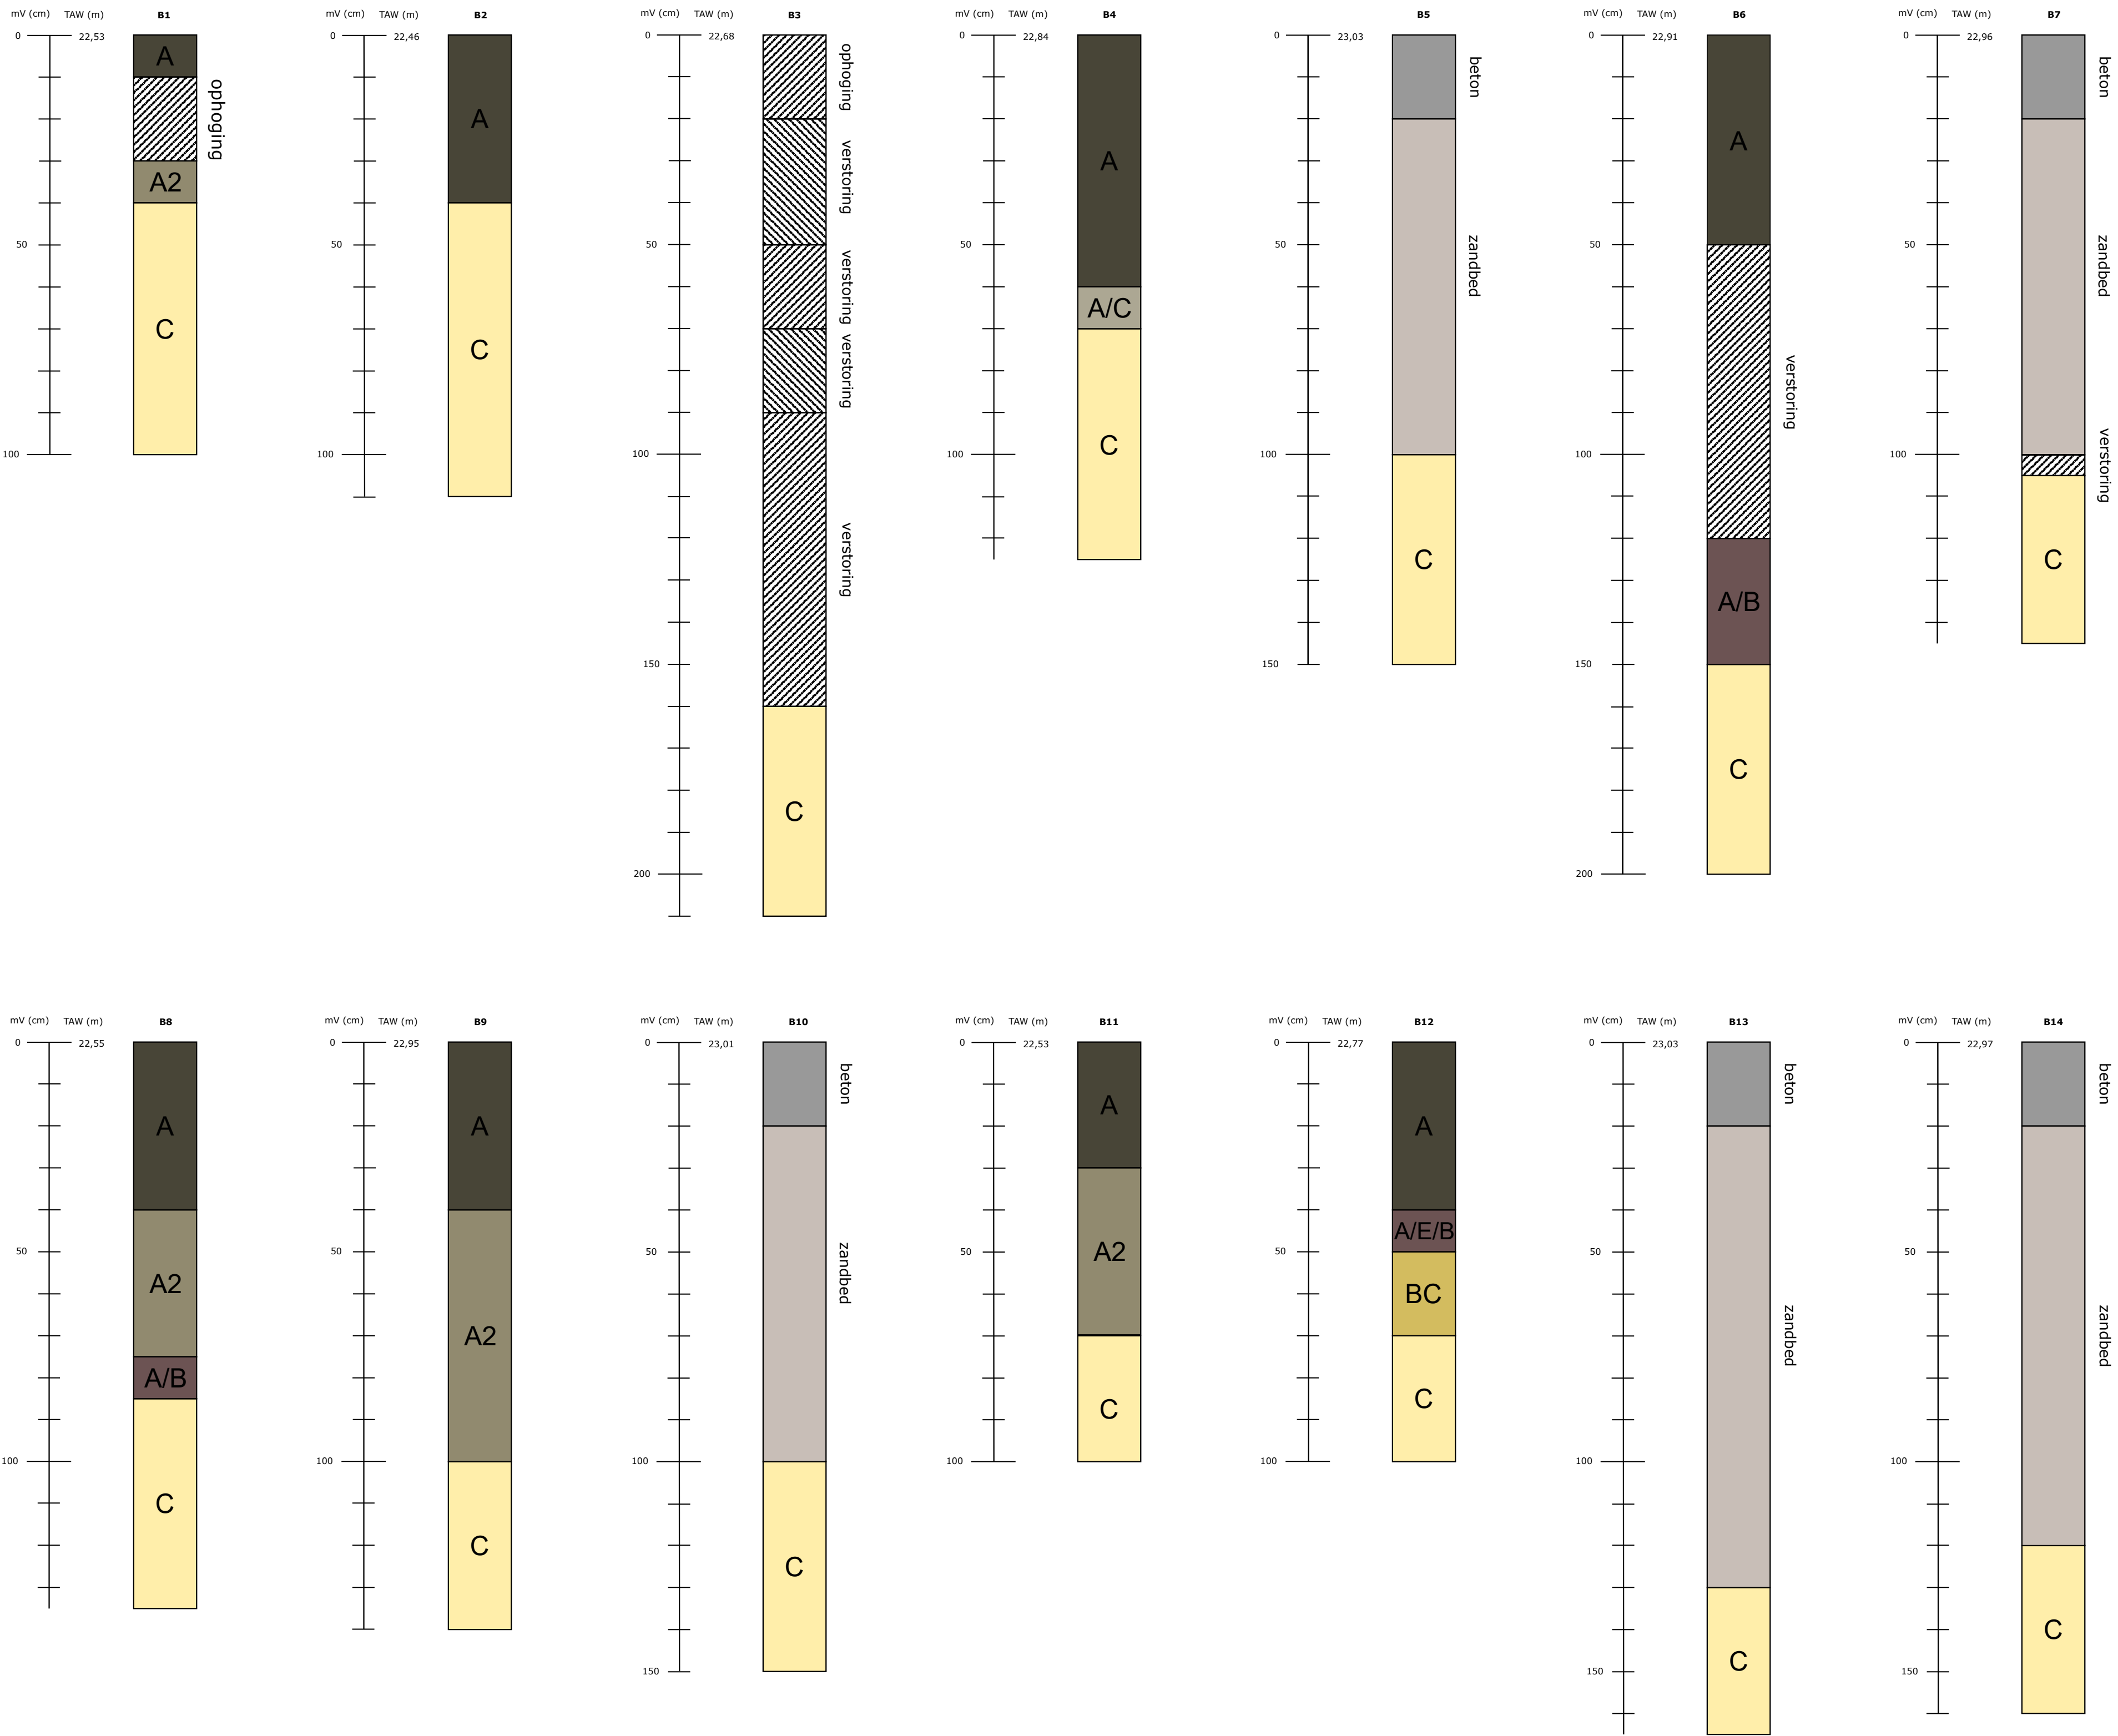 mV (cm) TAW (m) B1
0 22,53
A
ophoging
A2
50
C
100
mV (cm) TAW (m) B2
0 22,46
A
50
C
100
mV (cm) TAW (m) B3
0 22,68
ophoging
verstoring
50
verstoring
verstoring
100
verstoring
150
C
200
mV (cm) TAW (m) B4
0 22,84
A
50
A/C
C
100
mV (cm) TAW (m) B5
0 23,03
beton
50
zandbed
100
C
150
mV (cm) TAW (m) B6
0 22,91
A
50
verstoring
100
A/B
150
C
200
mV (cm) TAW (m) B7
0 22,96
beton
50
zandbed
100
verstoring
C
mV (cm) TAW (m) B8
0 22,55
A
50
A2
A/B
100
C
mV (cm) TAW (m) B9
0 22,95
A
50
A2
100
C
mV (cm) TAW (m) B10
0 23,01
beton
50
zandbed
100
C
150
mV (cm) TAW (m) B11
0 22,53
A
50
A2
C
100
mV (cm) TAW (m) B12
0 22,77
A
A/E/B
50
BC
C
100
mV (cm) TAW (m) B13
0 23,03
beton
50
zandbed
100
C
150
mV (cm) TAW (m) B14
0 22,97
beton
50
zandbed
100
C
150